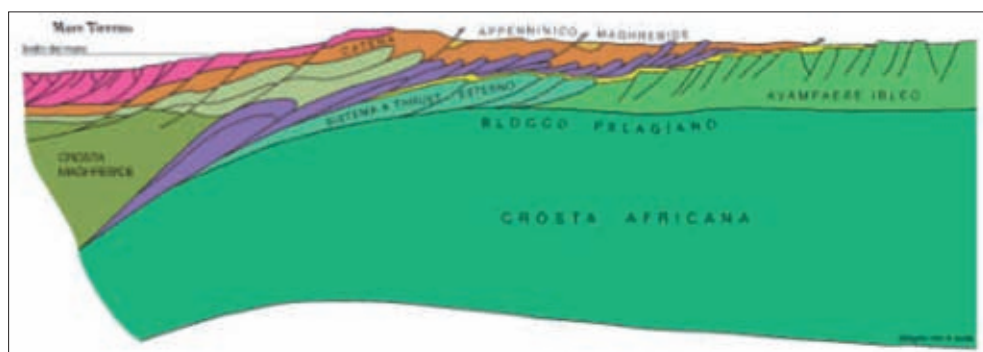 Mare Tirreno
livello del mare
CATENA APPENNINICO MAGHREBIDE
SISTEMA A THRUST ESTERNO
AVAMPAESE IBLEO
BLOCCO PELAGIANO
CROSTA
MAGHREBIDE
CROSTA AFRICANA